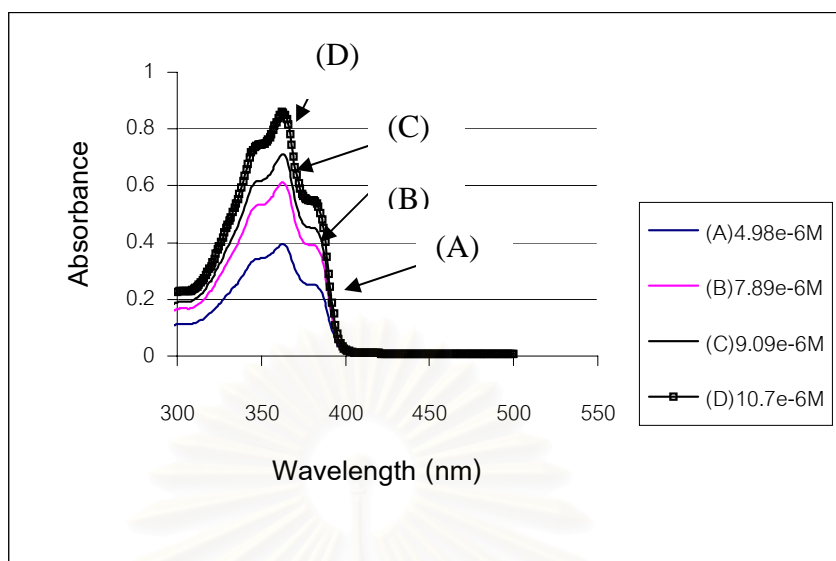 (D)
1
0.8
0.6
0.4
0.2
0
Absorbance
(C)
(B)
(A)
300 350 400 450 500 550
Wavelength (nm)
(A)4.98e-6M
(B)7.89e-6M
(C)9.09e-6M
(D)10.7e-6M